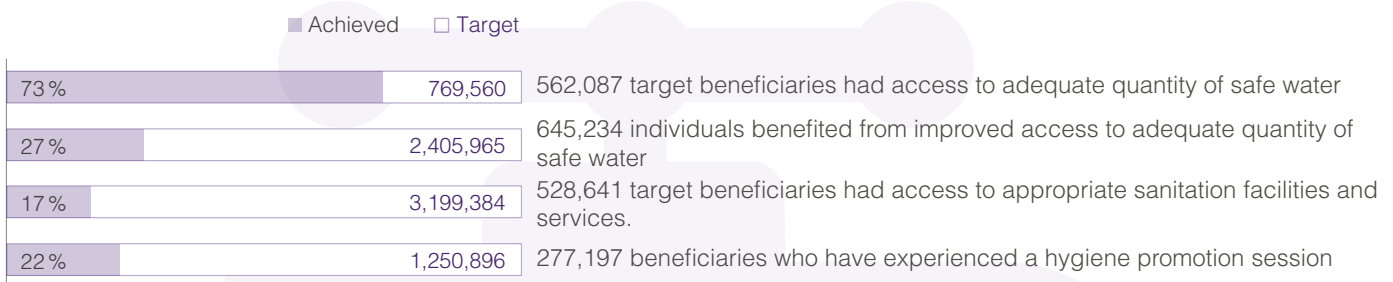 Achieved Target
73% 769,560 562,087 target beneficiaries had access to adequate quantity of safe water
27% 2,405,965 645,234 individuals benefited from improved access to adequate quantity of
safe water
17% 3,199,384 528,641 target beneficiaries had access to appropriate sanitation facilities and
services.
22% 1,250,896 277,197 beneficiaries who have experienced a hygiene promotion session